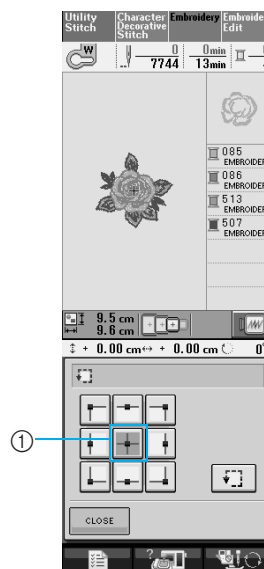 Utility
Stitch
Character
Decorative
Stitch
Embroidery
Edit
W
0
7744
0min
13min
085
EMBROIDER
086
EMBROIDER
513
EMBROIDER
507
EMBROIDER
9.5 cm
9.6 cm
+ 0.00 cm + 0.00 cm 0°
1
CLOSE
?